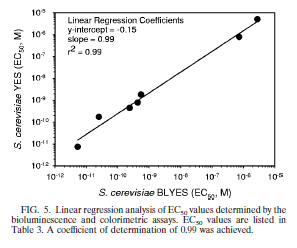 10⁻⁵
Linear Regression Coefficients
y-intercept = -0.15
slope = 0.99
r² = 0.99
10⁻⁶
10⁻⁷
10⁻⁸
10⁻⁹
10⁻¹⁰
10⁻¹¹
10⁻¹²
S. cerevisiae YES (EC₅₀, M)
10⁻¹² 10⁻¹¹ 10⁻¹⁰ 10⁻⁹ 10⁻⁸ 10⁻⁷ 10⁻⁶ 10⁻⁵
S. cerevisiae BLYES (EC₅₀, M)
FIG. 5. Linear regression analysis of EC₅₀ values determined by the
bioluminescence and colorimetric assays. EC₅₀ values are listed in
Table 3. A coefficient of determination of 0.99 was achieved.